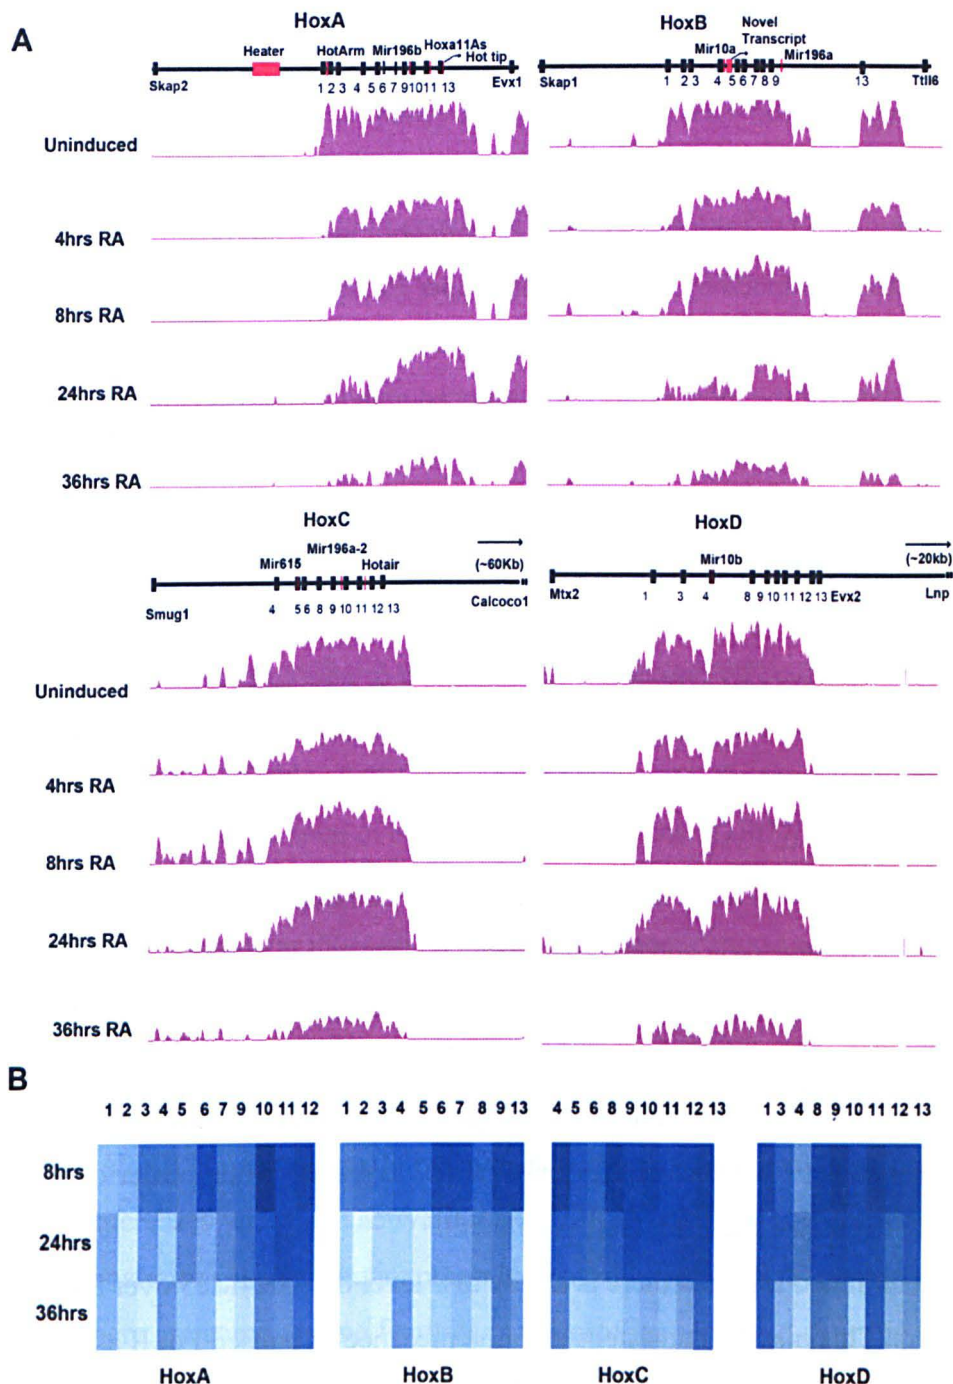 A
HoxA
Heater HotArm Mir196b Hoxa11As
Hot tip
Skap2 Evx1
1 2 3 4 5 6 7 9 10 11 13
HoxB
Novel
Mir10a Transcript
Mir196a
Skap1 Ttll6
1 2 3 4 5 6 7 8 9 13
Uninduced
4hrs RA
8hrs RA
24hrs RA
36hrs RA
HoxC
Mir196a-2
Mir615 Hotair (~60Kb)
Smug1 Calcoco1
4 5 6 8 9 10 11 12 13
HoxD
Mir10b (~20kb)
Mtx2 1 3 4 8 9 10 11 12 13 Evx2 Lnp
Uninduced
4hrs RA
8hrs RA
24hrs RA
36hrs RA
B
1 2 3 4 5 6 7 9 10 11 12
1 2 3 4 5 6 7 8 9 13
4 5 6 8 9 10 11 12 13
1 3 4 8 9 10 11 12 13
8hrs
24hrs
36hrs
HoxA HoxB HoxC HoxD